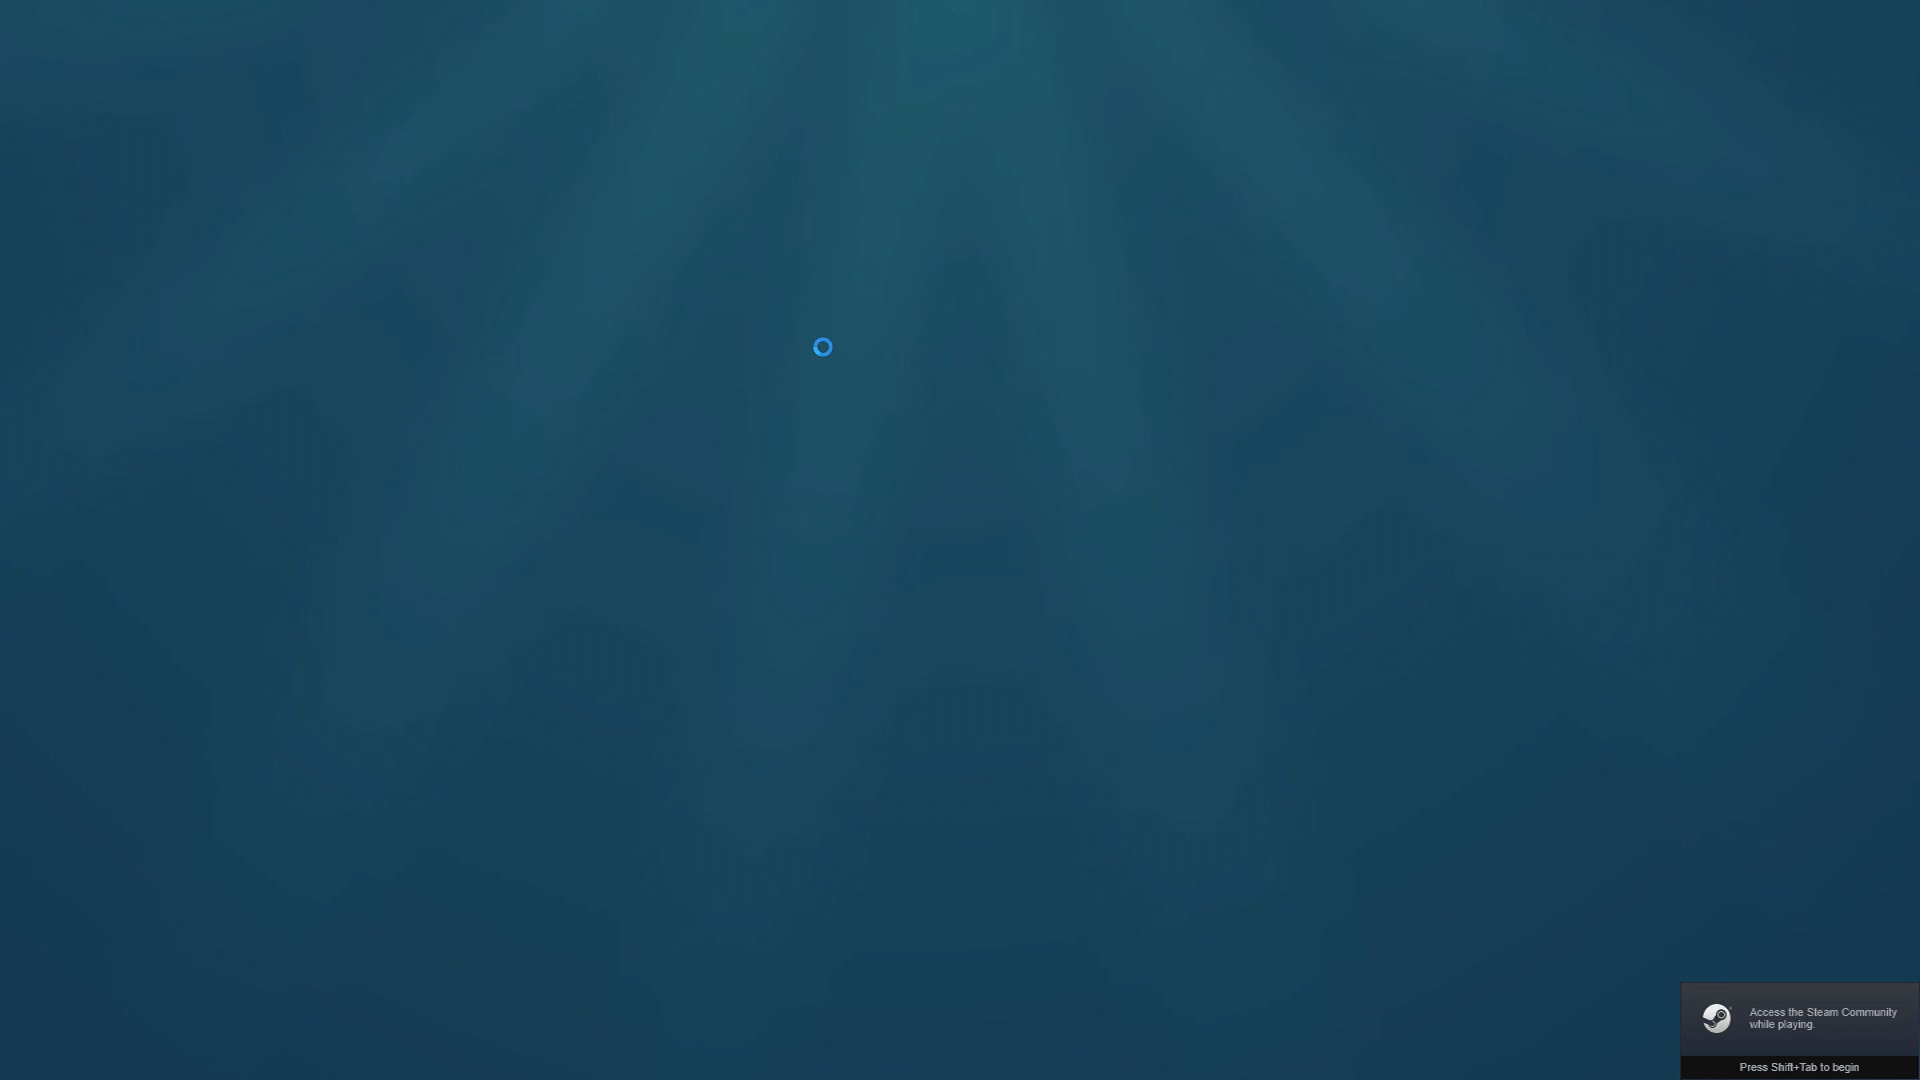 Access the Steam Community
while playing.
Press Shift+Tab to begin